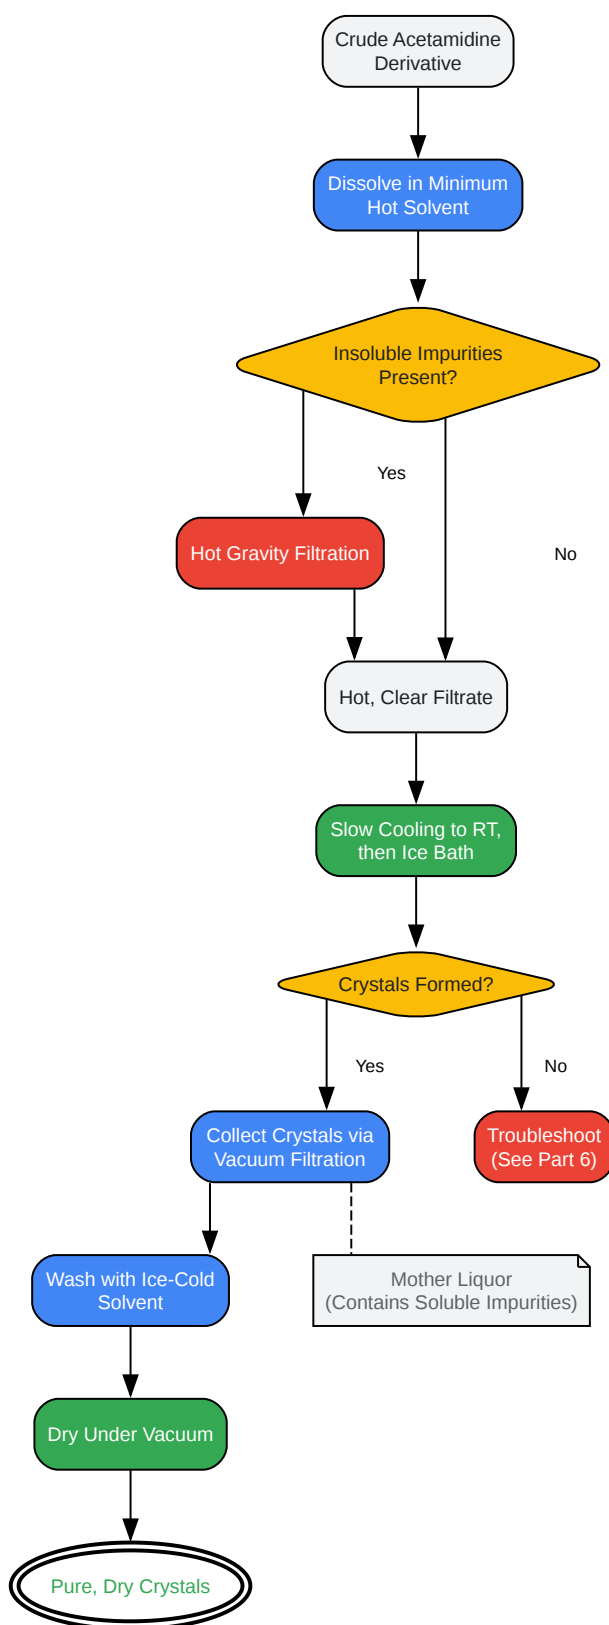 Crude Acetamidine
Derivative
Dissolve in Minimum
Hot Solvent
Insoluble Impurities
Present?
Yes
Hot Gravity Filtration
No
Hot, Clear Filtrate
Slow Cooling to RT,
then Ice Bath
Crystals Formed?
Yes
No
Collect Crystals via
Vacuum Filtration
Troubleshoot
(See Part 6)
Wash with Ice-Cold
Solvent
Mother Liquor
(Contains Soluble Impurities)
Dry Under Vacuum
Pure, Dry Crystals